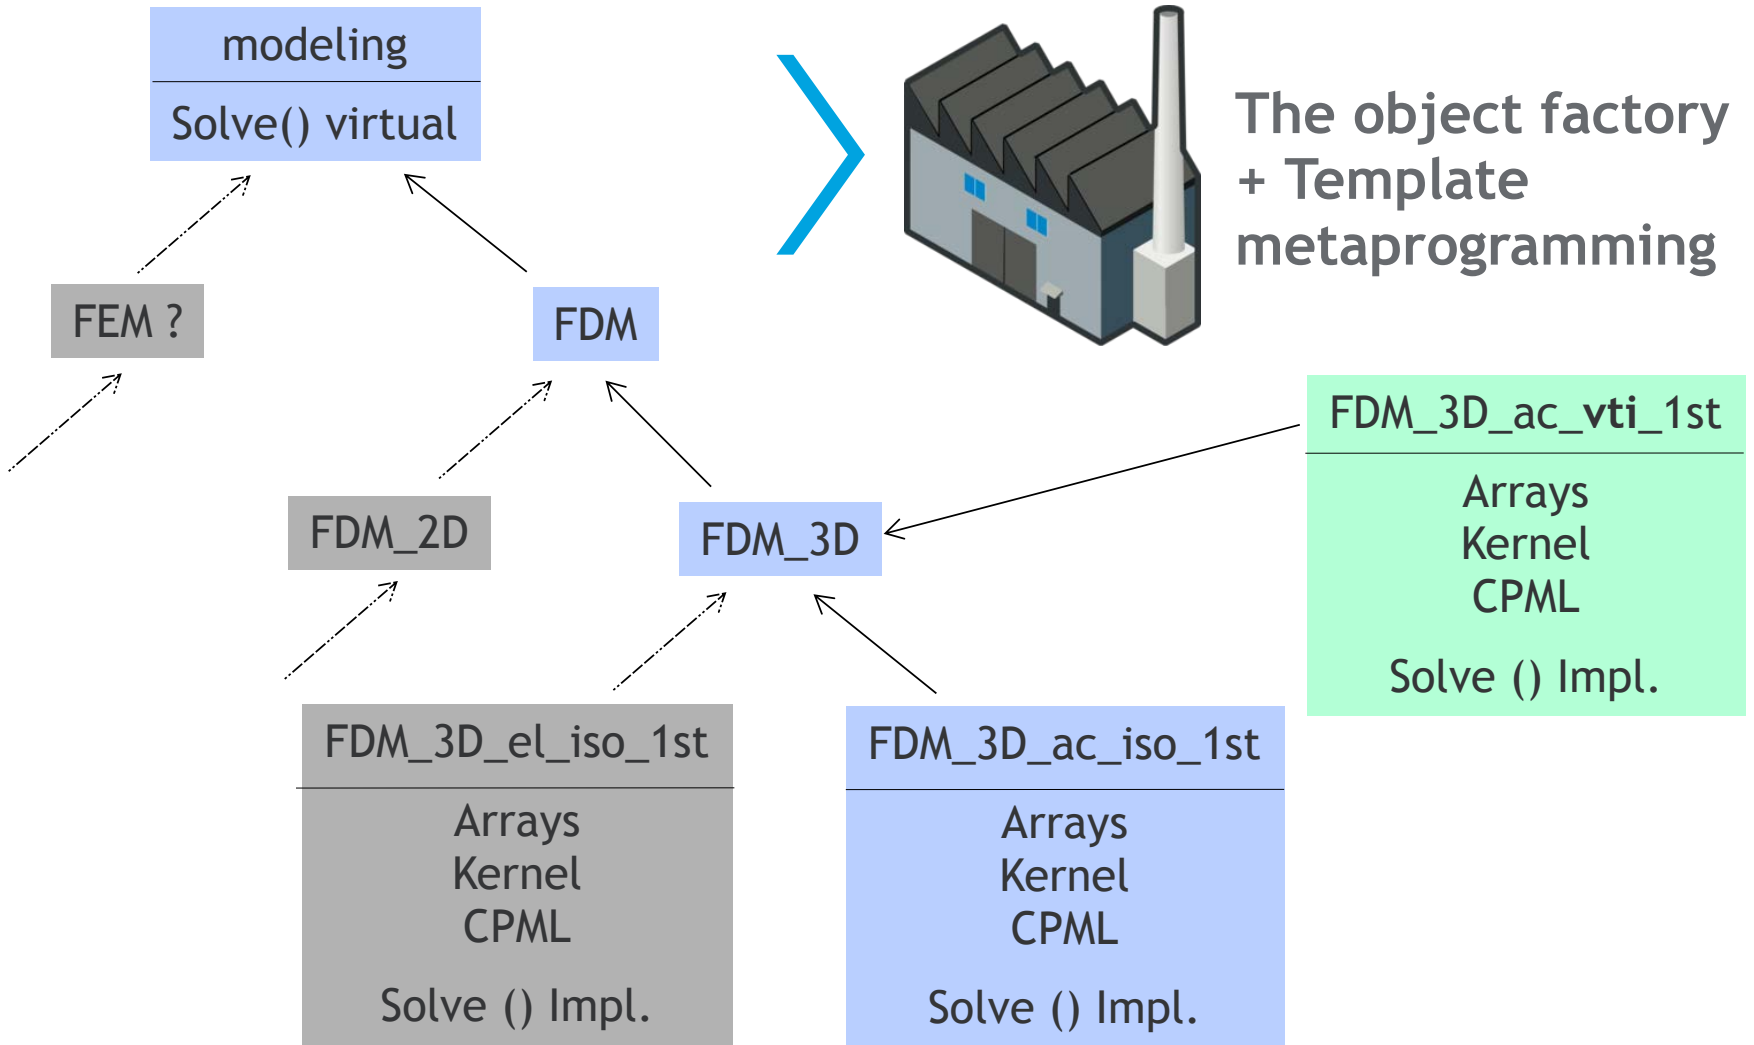 modeling
Solve() virtual
The object factory
+ Template
metaprogramming
FEM ?
FDM
FDM_2D
FDM_3D
FDM_3D_ac_vti_1st
Arrays
Kernel
CPML
Solve () Impl.
FDM_3D_el_iso_1st
Arrays
Kernel
CPML
Solve () Impl.
FDM_3D_ac_iso_1st
Arrays
Kernel
CPML
Solve () Impl.